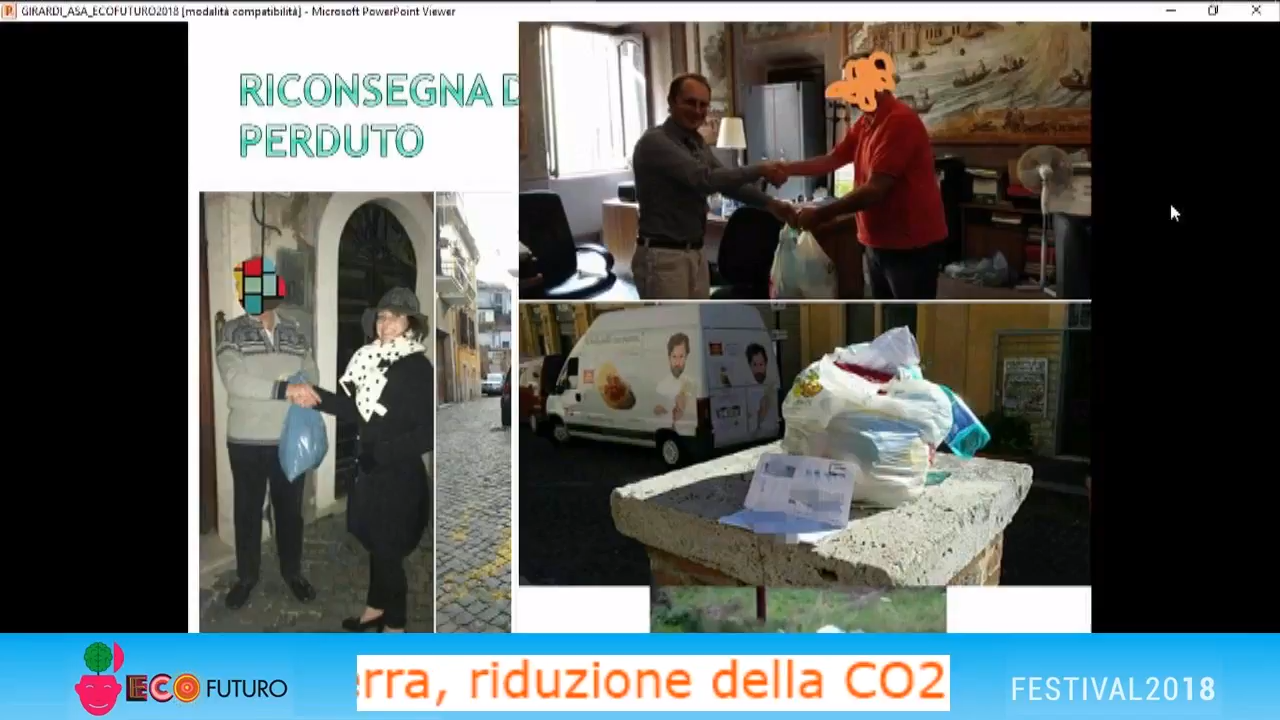 GIRARDI_ASA_ECOFUTURO2018 [modalità compatibilità] - Microsoft PowerPoint Viewer
RICONSEGNA D
PERDUTO
ECO FUTURO
erra, riduzione della CO2
FESTIVAL2018